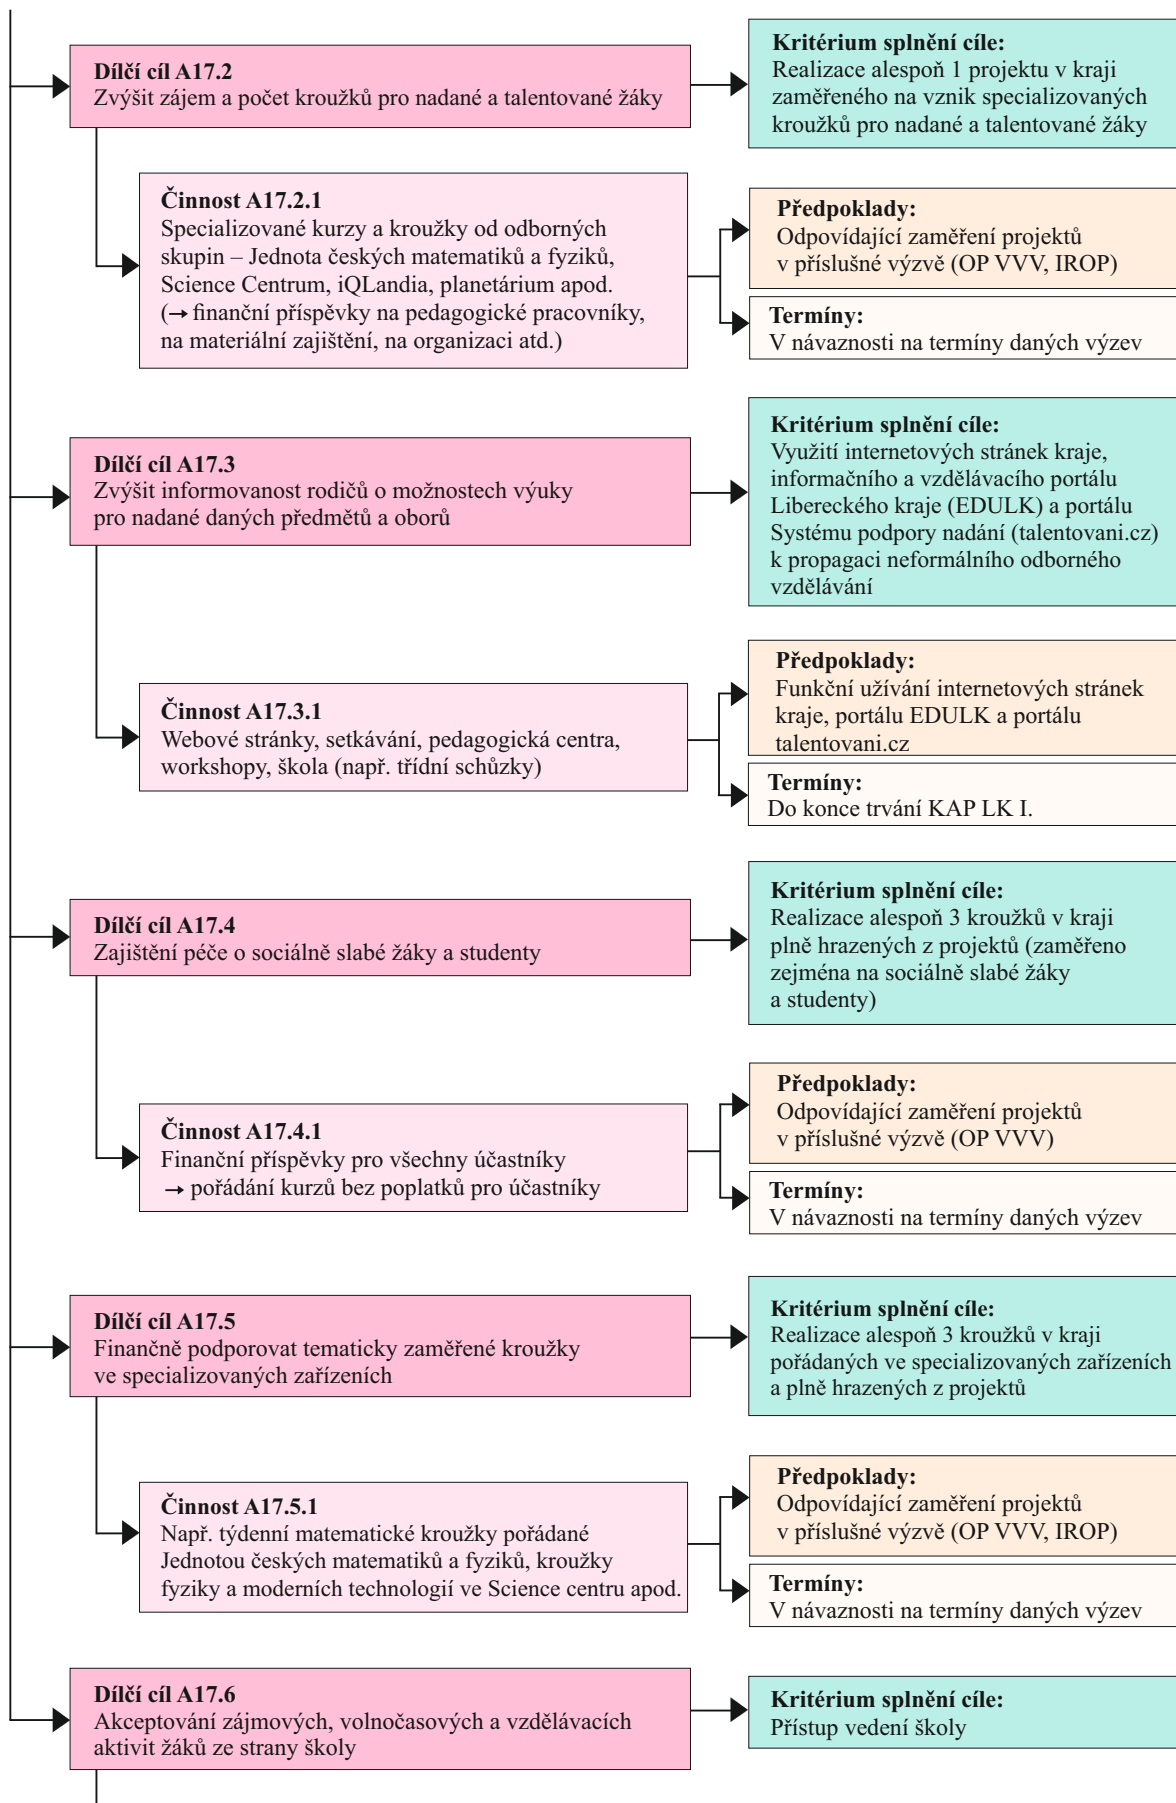 Dílčí cíl A17.2
Zvýšit zájem a počet kroužků pro nadané a talentované žáky
Kritérium splnění cíle:
Realizace alespoň 1 projektu v kraji
zaměřeného na vznik specializovaných
kroužků pro nadané a talentované žáky
Činnost A17.2.1
Specializované kurzy a kroužky od odborných
skupin – Jednota českých matematiků a fyziků,
Science Centrum, iQLandia, planetárium apod.
(→ finanční příspěvky na pedagogické pracovníky,
na materiální zajištění, na organizaci atd.)
Předpoklady:
Odpovídající zaměření projektů
v příslušné výzvě (OP VVV, IROP)
Termíny:
V návaznosti na termíny daných výzev
Dílčí cíl A17.3
Zvýšit informovanost rodičů o možnostech výuky
pro nadané daných předmětů a oborů
Kritérium splnění cíle:
Využití internetových stránek kraje,
informačního a vzdělávacího portálu
Libereckého kraje (EDULK) a portálu
Systému podpory nadání (talentovani.cz)
k propagaci neformálního odborného
vzdělávání
Činnost A17.3.1
Webové stránky, setkávání, pedagogická centra,
workshopy, škola (např. třídní schůzky)
Předpoklady:
Funkční užívání internetových stránek
kraje, portálu EDULK a portálu
talentovani.cz
Termíny:
Do konce trvání KAP LK I.
Dílčí cíl A17.4
Zajištění péče o sociálně slabé žáky a studenty
Kritérium splnění cíle:
Realizace alespoň 3 kroužků v kraji
plně hrazených z projektů (zaměřeno
zejména na sociálně slabé žáky
a studenty)
Činnost A17.4.1
Finanční příspěvky pro všechny účastníky
→ pořádání kurzů bez poplatků pro účastníky
Předpoklady:
Odpovídající zaměření projektů
v příslušné výzvě (OP VVV)
Termíny:
V návaznosti na termíny daných výzev
Dílčí cíl A17.5
Finančně podporovat tematicky zaměřené kroužky
ve specializovaných zařízeních
Kritérium splnění cíle:
Realizace alespoň 3 kroužků v kraji
pořádaných ve specializovaných zařízeních
a plně hrazených z projektů
Činnost A17.5.1
Např. týdenní matematické kroužky pořádané
Jednotou českých matematiků a fyziků, kroužky
fyziky a moderních technologií ve Science centru apod.
Předpoklady:
Odpovídající zaměření projektů
v příslušné výzvě (OP VVV, IROP)
Termíny:
V návaznosti na termíny daných výzev
Dílčí cíl A17.6
Akceptování zájmových, volnočasových a vzdělávacích
aktivit žáků ze strany školy
Kritérium splnění cíle:
Přístup vedení školy